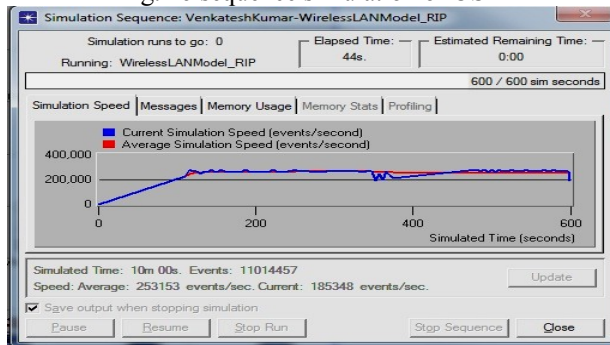 Simulation Sequence: VenkateshKumar-WirelessLANModel_RIP
Simulation runs to go: 0
Running: WirelessLANModel_RIP
Elapsed Time:
44s.
Estimated Remaining Time:
0:00
600 / 600 sim seconds
Simulation Speed Messages Memory Usage Memory Stats Profiling
Current Simulation Speed (events/second)
Average Simulation Speed (events/second)
400,000
200,000
0
0 200 400 600
Simulated Time (seconds)
Simulated Time: 10m 00s. Events: 11014457
Speed: Average: 253153 events/sec. Current: 185348 events/sec.
Update
Save output when stopping simulation
Pause Resume Stop Run Stop Sequence Close